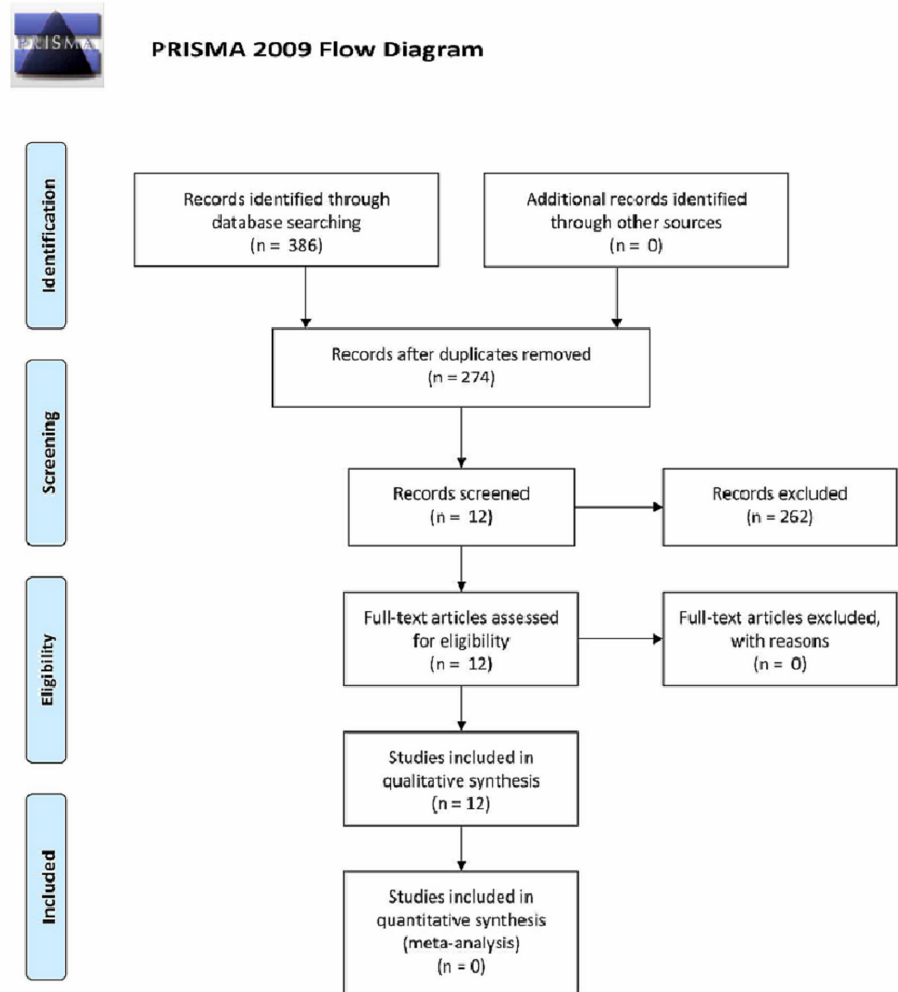 PRISMA
PRISMA 2009 Flow Diagram
Identification
Records identified through
database searching
(n = 386)
Additional records identified
through other sources
(n = 0)
Records after duplicates removed
(n = 274)
Screening
Records screened
(n = 12)
Records excluded
(n = 262)
Eligibility
Full-text articles assessed
for eligibility
(n = 12)
Full-text articles excluded,
with reasons
(n = 0)
Studies included in
qualitative synthesis
(n = 12)
Included
Studies included in
quantitative synthesis
(meta-analysis)
(n = 0)